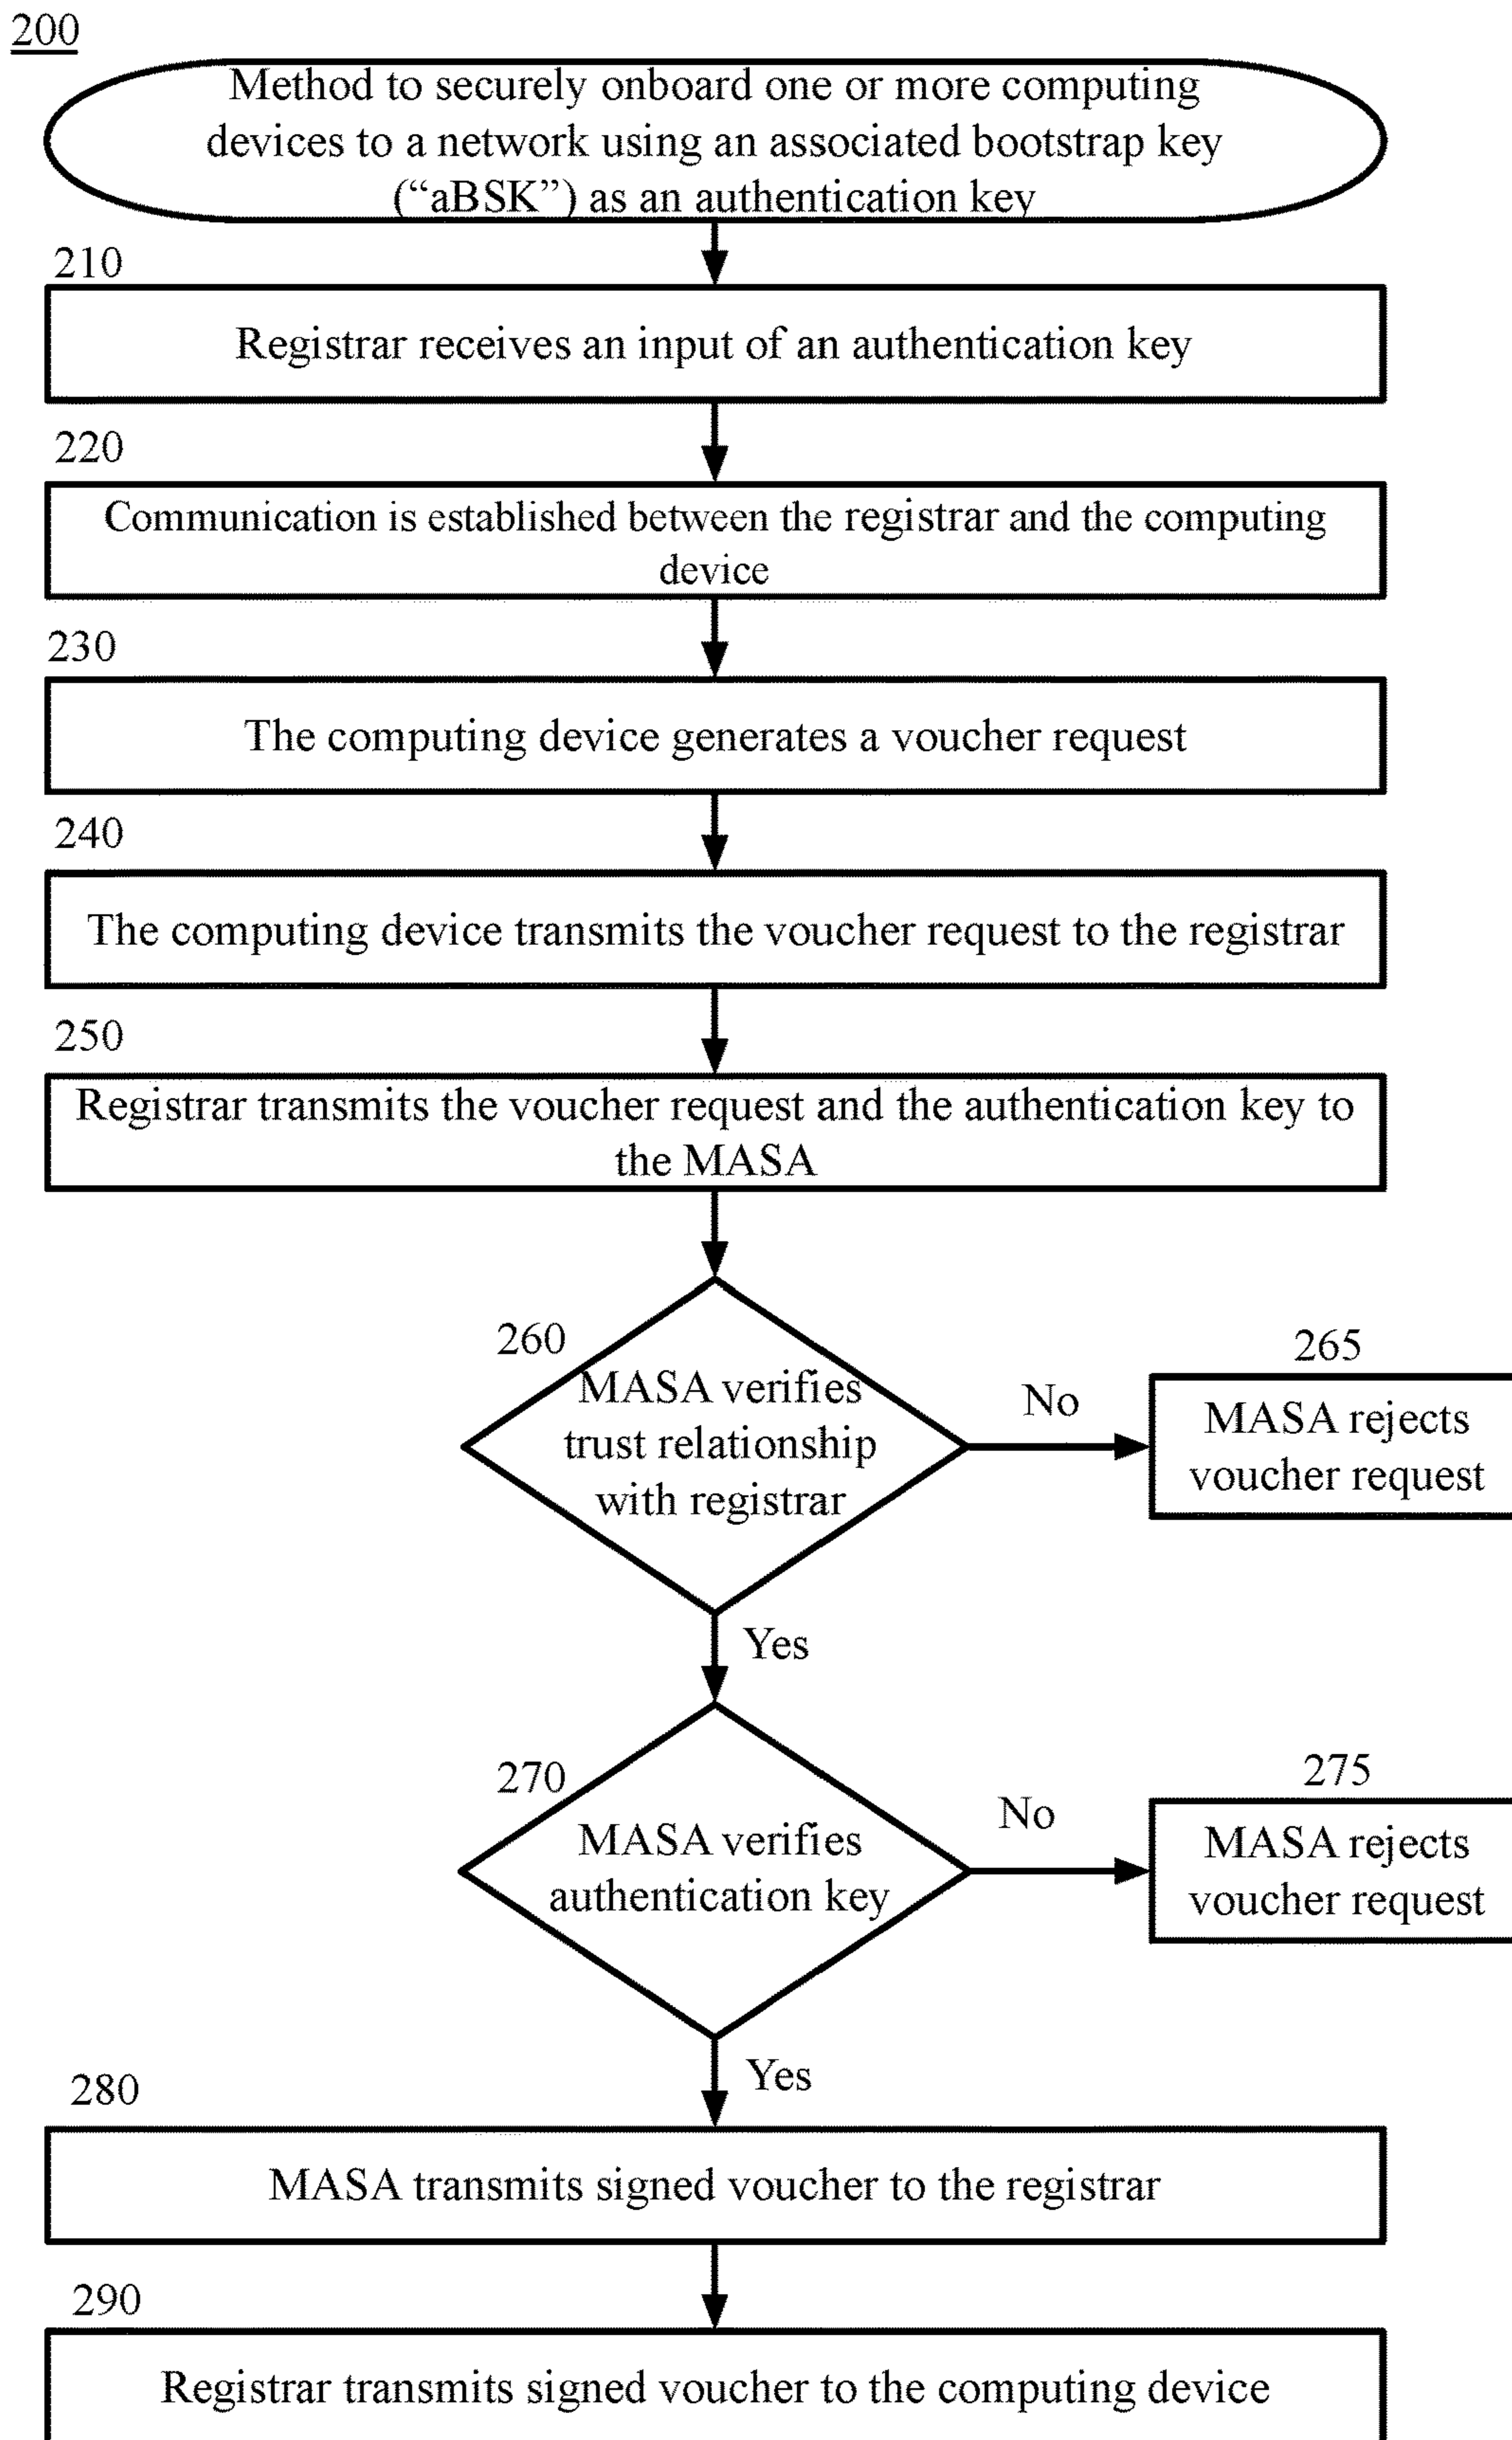 200
Method to securely onboard one or more computing
devices to a network using an associated bootstrap key
(“aBSK”) as an authentication key
210
Registrar receives an input of an authentication key
220
Communication is established between the registrar and the computing
device
230
The computing device generates a voucher request
240
The computing device transmits the voucher request to the registrar
250
Registrar transmits the voucher request and the authentication key to
the MASA
260
MASA verifies
trust relationship
with registrar
No
265
MASA rejects
voucher request
Yes
270
MASA verifies
authentication key
No
275
MASA rejects
voucher request
Yes
280
MASA transmits signed voucher to the registrar
290
Registrar transmits signed voucher to the computing device